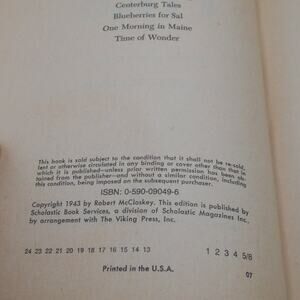 Centerburg Tales
Blueberries for Sal
One Morning in Maine
Time of Wonder
This book is sold subject to the condition that it shall not be re-sold,
lent or otherwise circulated in any binding or cover other than that in
which it is published—unless prior written permission has been ob-
tained from the publisher—and without a similar condition, including
this condition, being imposed on the subsequent purchaser.
ISBN: 0-590-09049-6
Copyright 1943 by Robert McCloskey. This edition is published by
Scholastic Book Services, a division of Scholastic Magazines Inc.,
by arrangement with The Viking Press, Inc.
24 23 22 21 20 19 18 17 16 15 14 13 1 2 3 4 5/8
Printed in the U.S.A. 07